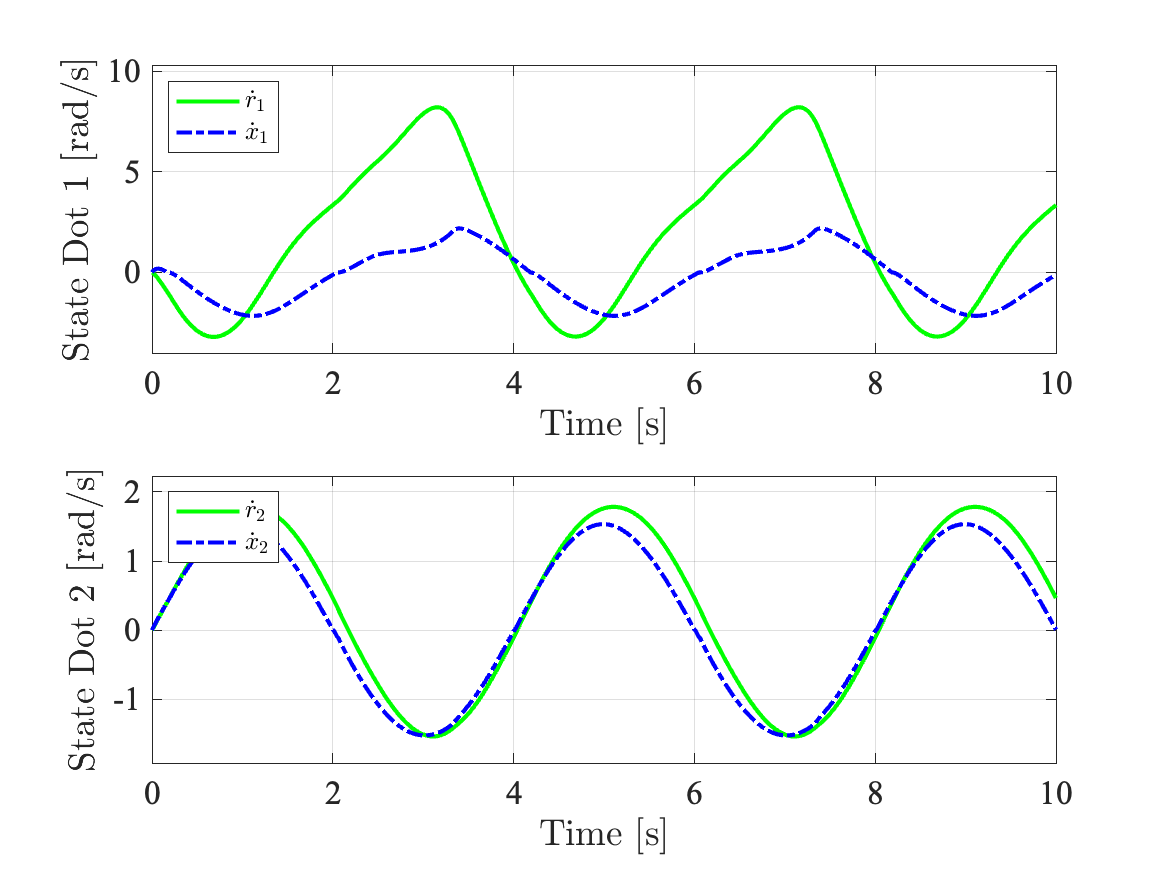 State Dot 1 [rad/s]
10
5
0
ṙ₁
ẋ₁
0 2 4 6 8 10
Time [s]
State Dot 2 [rad/s]
2
1
0
-1
ṙ₂
ẋ₂
0 2 4 6 8 10
Time [s]